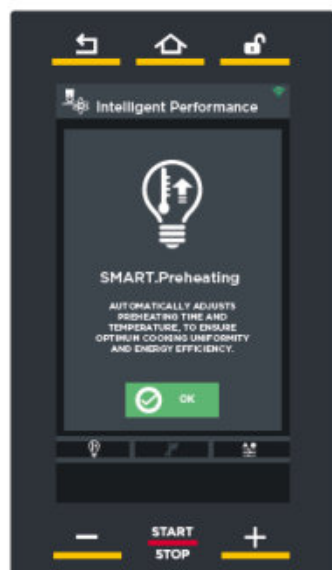 Intelligent Performance
SMART.Preheating
AUTOMATICALLY ADJUSTS
PREHEATING TIME AND
TEMPERATURE, TO ENSURE
OPTIMUM COOKING UNIFORMITY
AND ENERGY EFFICIENCY.
OK
START
STOP